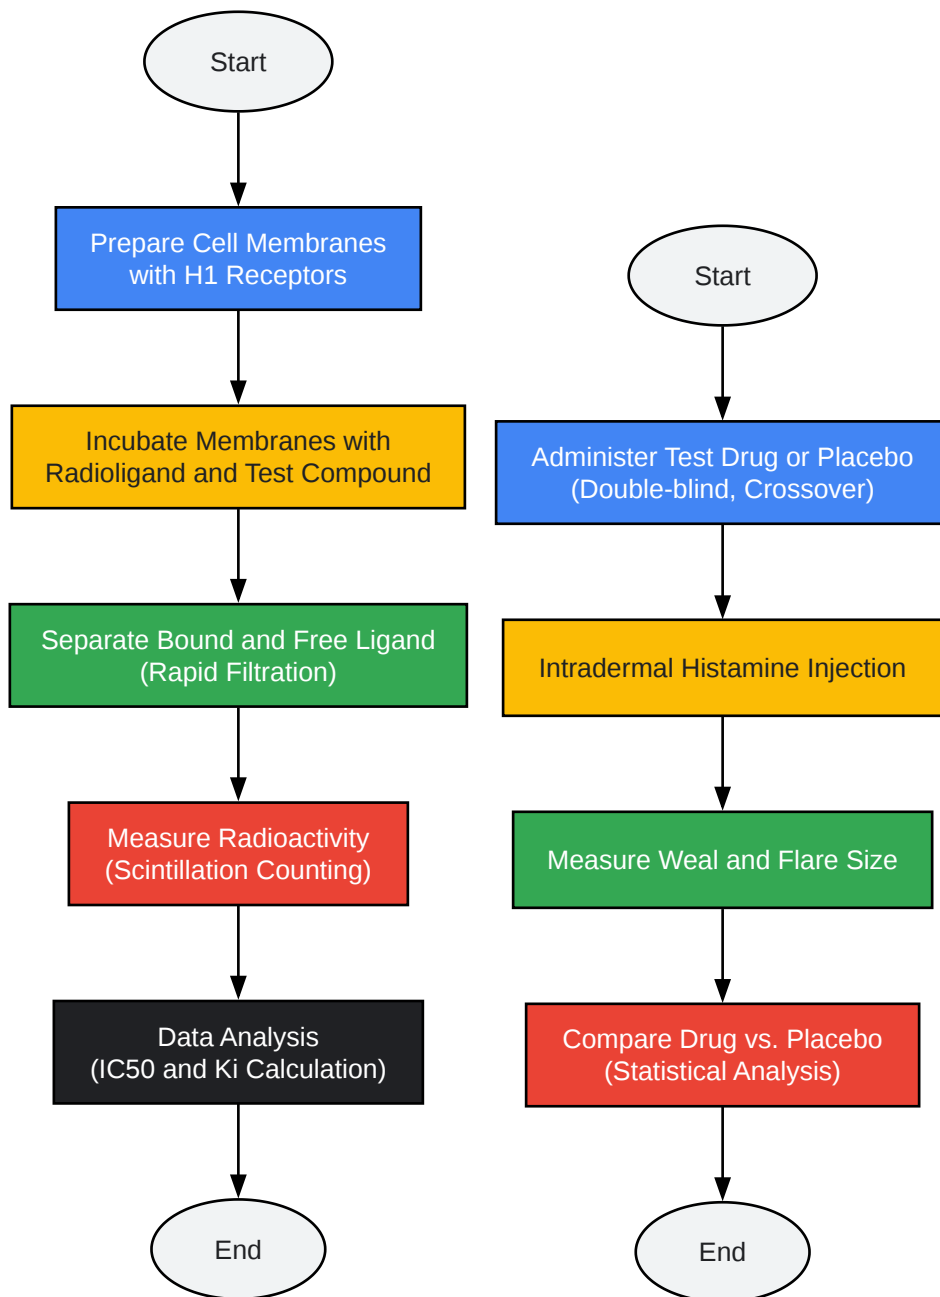 Start
Prepare Cell Membranes
with H1 Receptors
Incubate Membranes with
Radioligand and Test Compound
Separate Bound and Free Ligand
(Rapid Filtration)
Measure Radioactivity
(Scintillation Counting)
Data Analysis
(IC50 and Ki Calculation)
End
Start
Administer Test Drug or Placebo
(Double-blind, Crossover)
Intradermal Histamine Injection
Measure Weal and Flare Size
Compare Drug vs. Placebo
(Statistical Analysis)
End